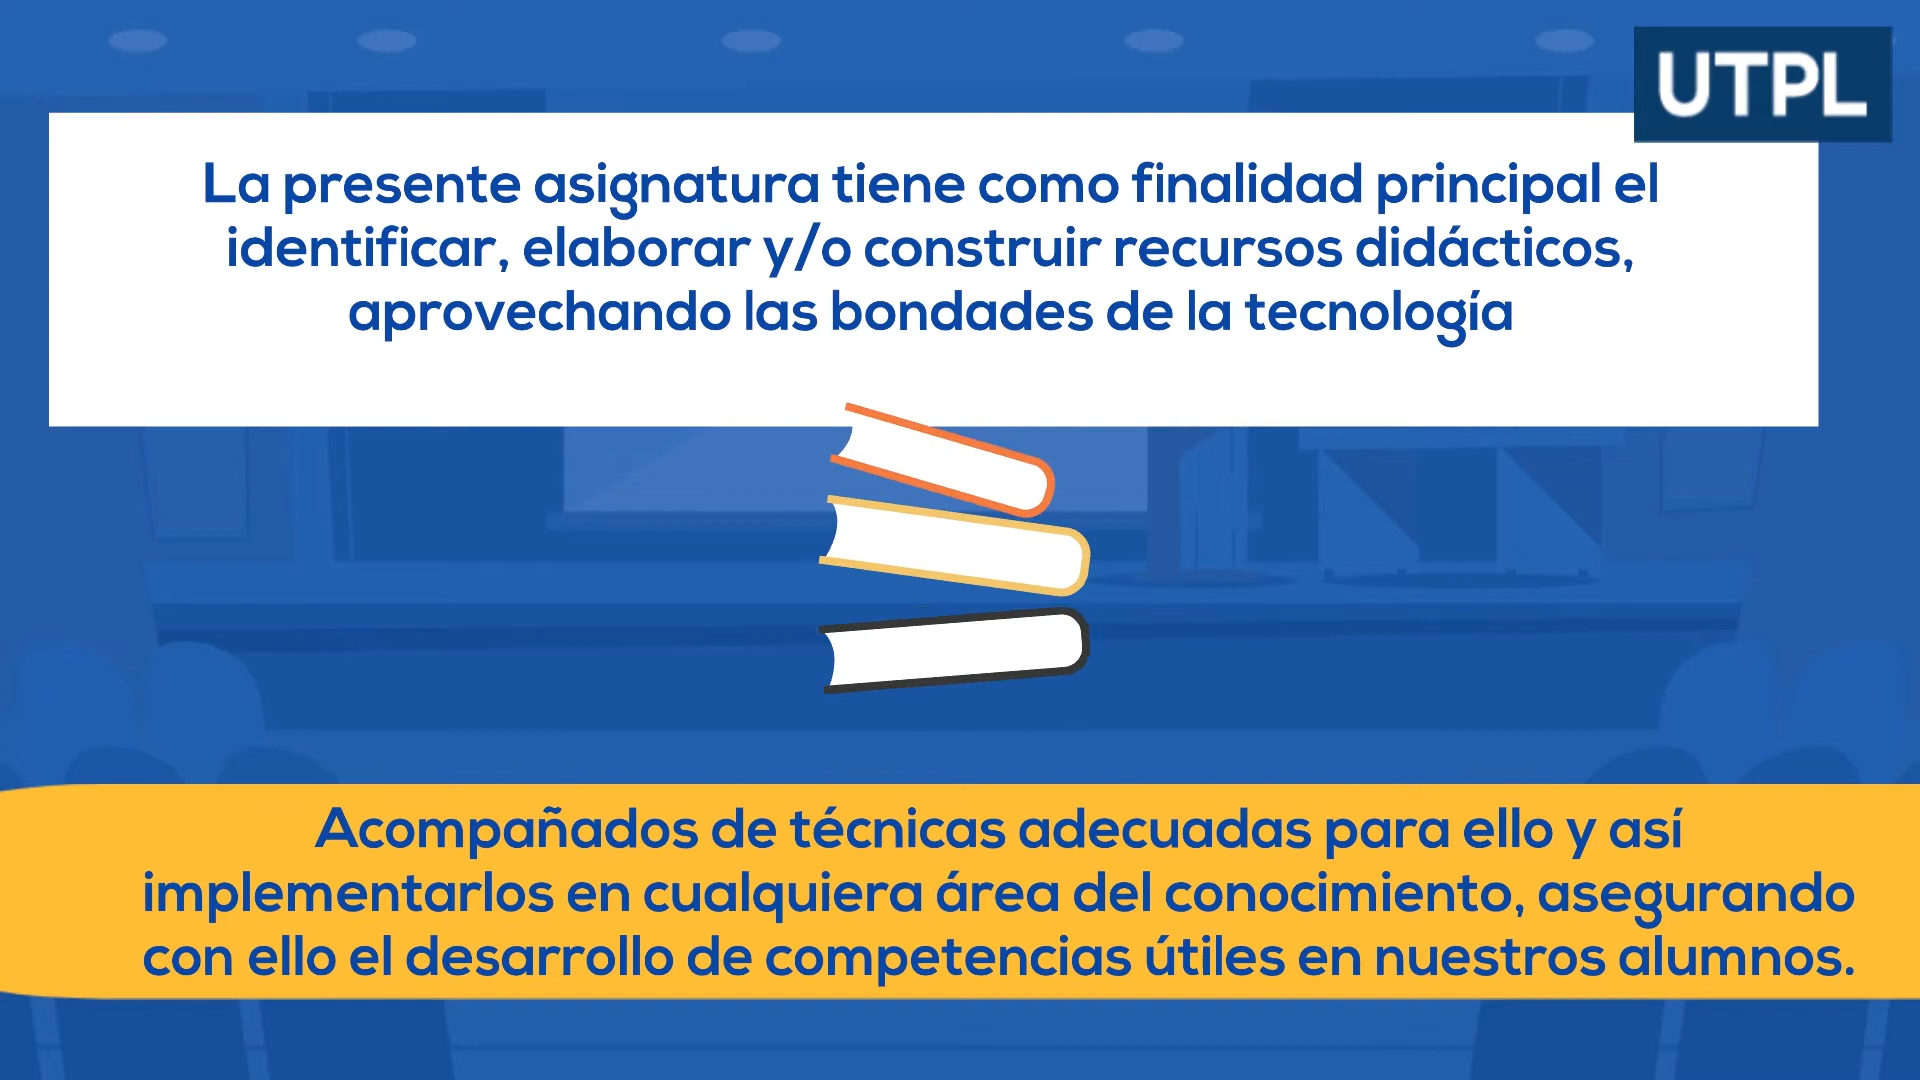 UTPL
La presente asignatura tiene como finalidad principal el
identificar, elaborar y/o construir recursos didácticos,
aprovechando las bondades de la tecnología
Acompañados de técnicas adecuadas para ello y así
implementarlos en cualquiera área del conocimiento, asegurando
con ello el desarrollo de competencias útiles en nuestros alumnos.